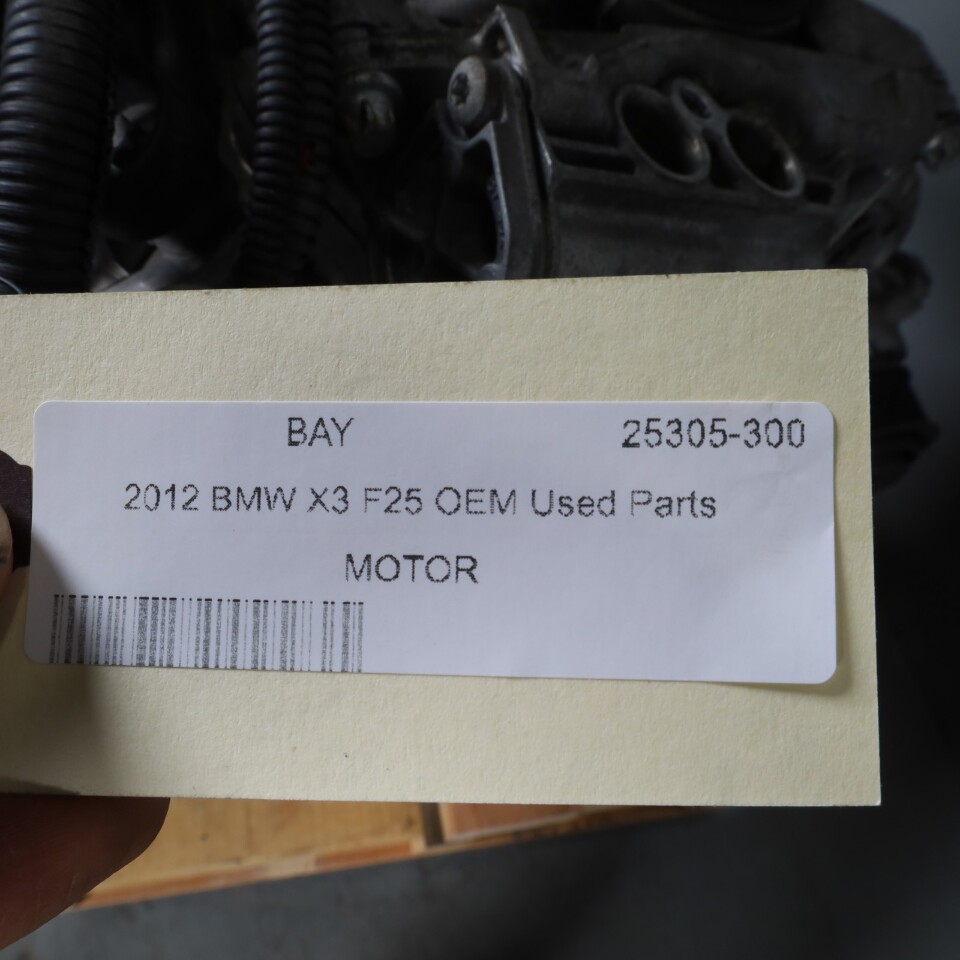 BAY 25305-300
2012 BMW X3 F25 OEM Used Parts
MOTOR